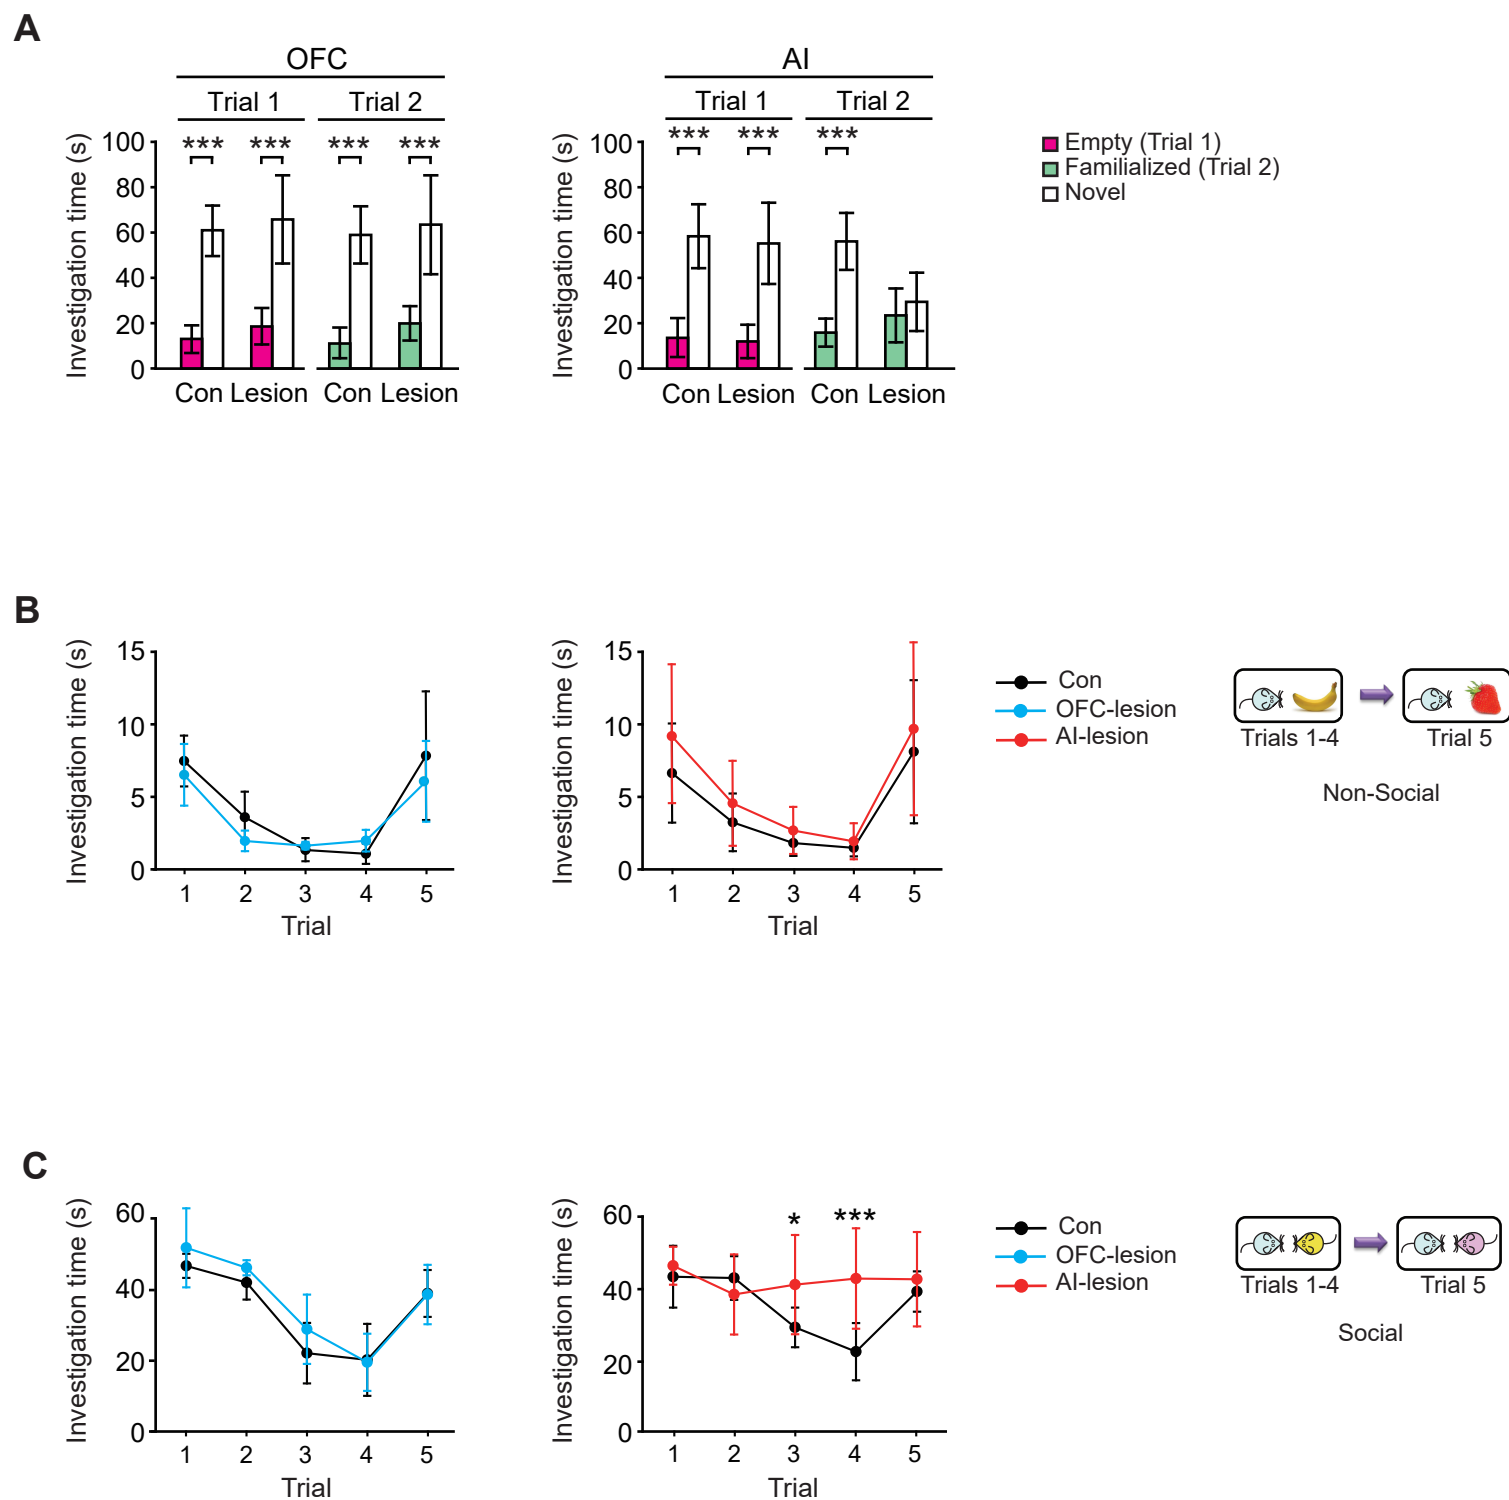 A
OFC
Trial 1 Trial 2
*** *** *** ***
Investigation time (s)
100
80
60
40
20
0
Con Lesion Con Lesion
AI
Trial 1 Trial 2
*** *** ***
Investigation time (s)
100
80
60
40
20
0
Con Lesion Con Lesion
Empty (Trial 1)
Familialized (Trial 2)
Novel
B
Investigation time (s)
15
10
5
0
1 2 3 4 5
Trial
Investigation time (s)
15
10
5
0
1 2 3 4 5
Trial
Con
OFC-lesion
AI-lesion
Trials 1-4 Trial 5
Non-Social
C
Investigation time (s)
60
40
20
0
1 2 3 4 5
Trial
Investigation time (s)
60
40
20
0
* ***
1 2 3 4 5
Trial
Con
OFC-lesion
AI-lesion
Trials 1-4 Trial 5
Social